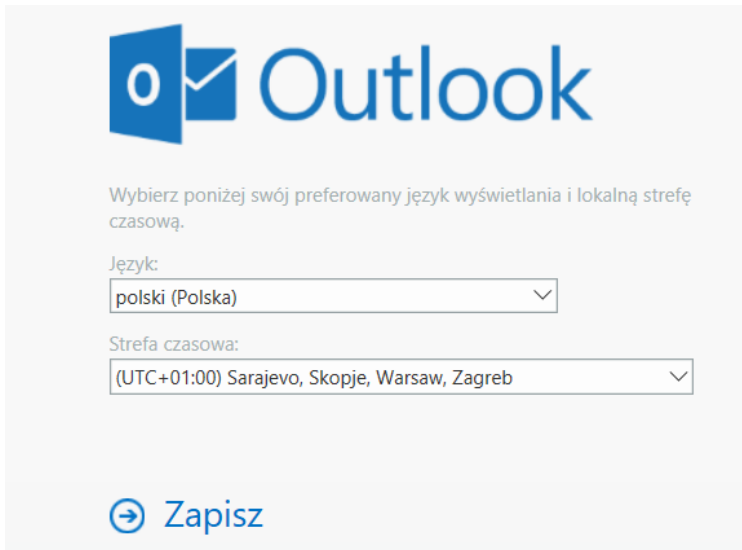 Outlook
Wybierz poniżej swój preferowany język wyświetlania i lokalną strefę
czasową.
Język:
polski (Polska)
Strefa czasowa:
(UTC+01:00) Sarajevo, Skopje, Warsaw, Zagreb
Zapisz